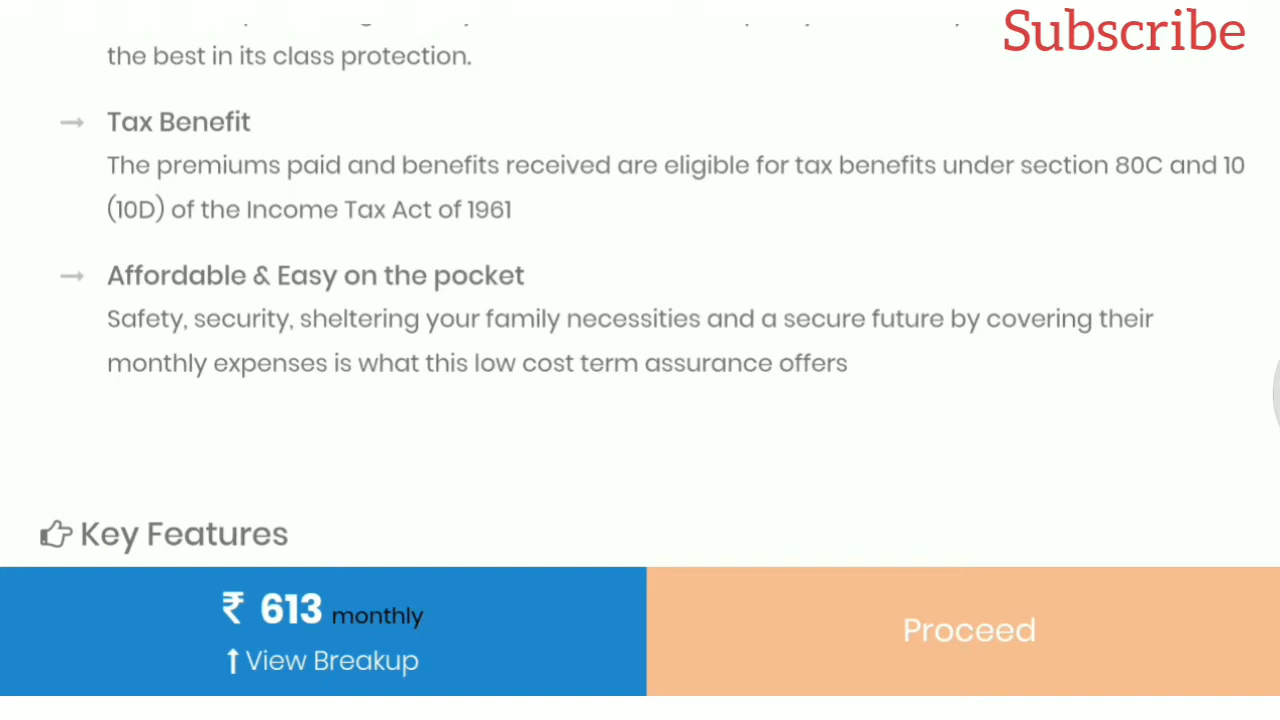 Subscribe
the best in its class protection.
Tax Benefit
The premiums paid and benefits received are eligible for tax benefits under section 80C and 10
(10D) of the Income Tax Act of 1961
Affordable & Easy on the pocket
Safety, security, sheltering your family necessities and a secure future by covering their
monthly expenses is what this low cost term assurance offers
Key Features
₹ 613 monthly
View Breakup
Proceed